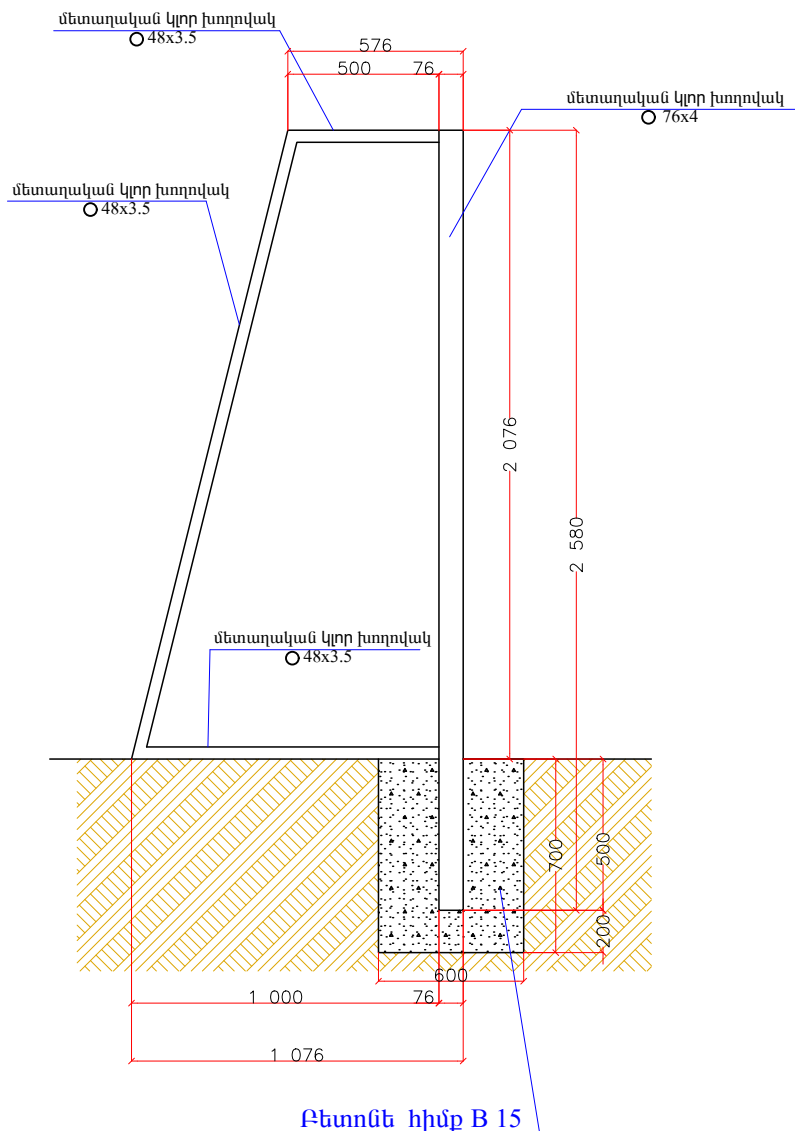 մետաղական կլոր խողովակ
48x3.5
576
500
76
մետաղական կլոր խողովակ
76x4
մետաղական կլոր խողովակ
48x3.5
2 076
2 580
մետաղական կլոր խողովակ
48x3.5
700
500
200
600
1 000
76
1 076
Բետոնե հիմք B 15